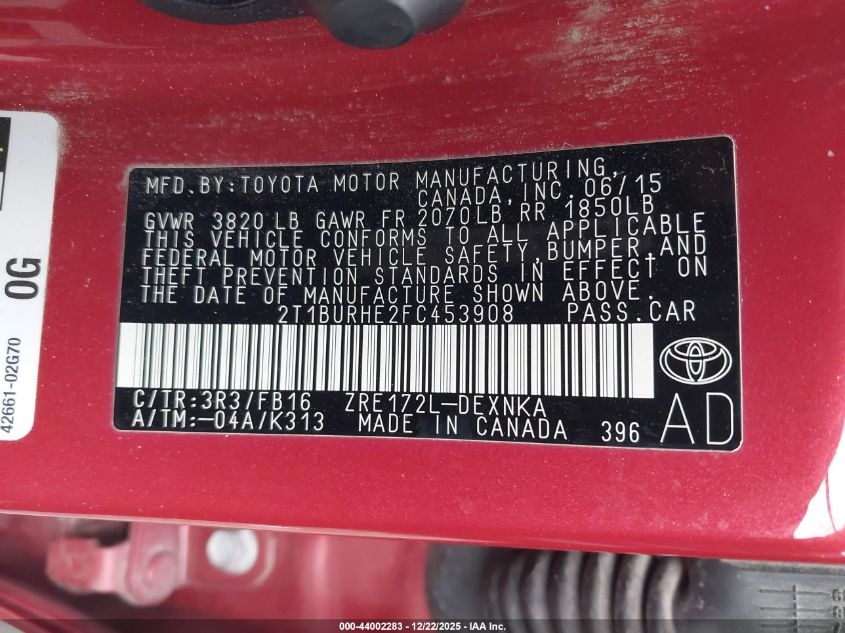 MFD.BY:TOYOTA MOTOR MANUFACTURING,
CANADA,INC. 06/15
GVWR 3820 LB GAWR FR 2070LB RR 1850LB
THIS VEHICLE CONFORMS TO ALL APPLICABLE
FEDERAL MOTOR VEHICLE SAFETY,BUMPER,AND
THEFT PREVENTION STANDARDS IN EFFECT ON
THE DATE OF MANUFACTURE SHOWN ABOVE.
2T1BURHE2FC453908 PASS.CAR
C/TR:3R3/FB16 ZRE172L-DEXNKA
A/TM:-04A/K313 MADE IN CANADA 396
AD
0G
42661-02G70
000-44002283 - 12/22/2025 - IAA Inc.